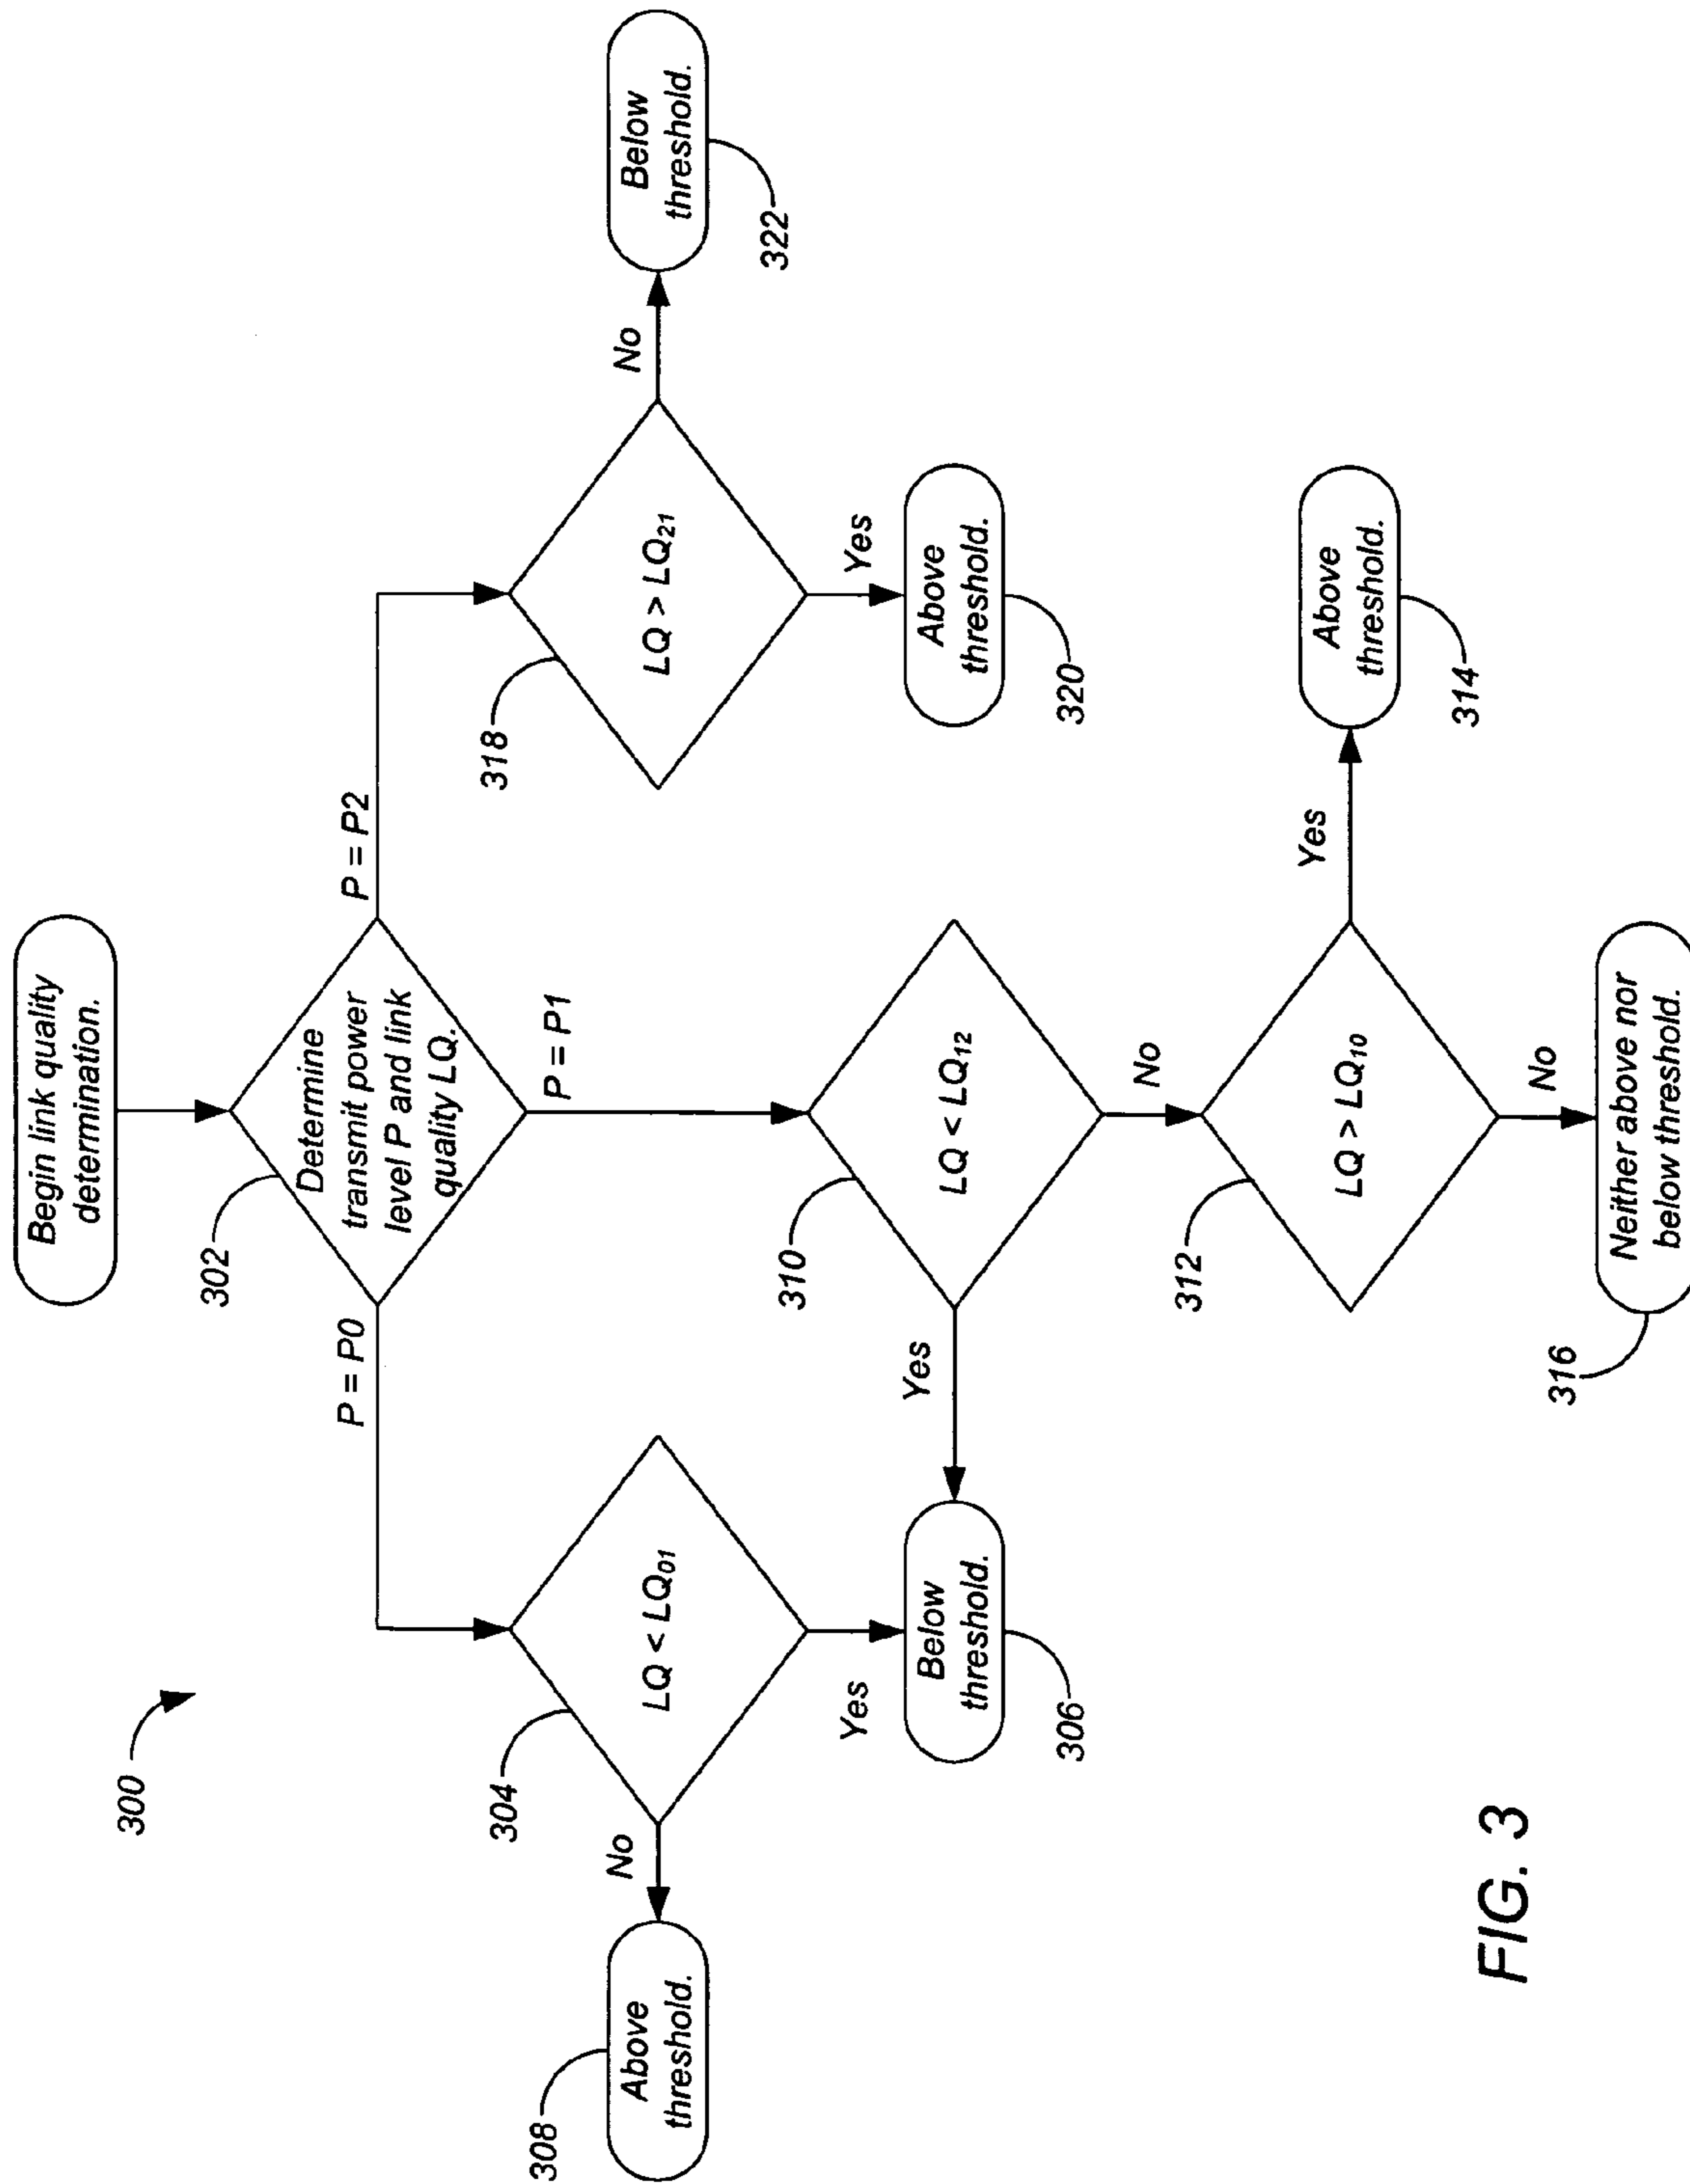 300
Begin link quality
determination.
302
Determine
transmit power
level P and link
quality LQ.
P = P0
P = P1
P = P2
304
LQ < LQ01
No
Yes
308
Above
threshold.
306
Below
threshold.
310
LQ < LQ12
Yes
No
318
LQ > LQ21
No
Yes
322
Below
threshold.
320
Above
threshold.
312
LQ > LQ10
Yes
No
314
Above
threshold.
316
Neither above nor
below threshold.
FIG. 3